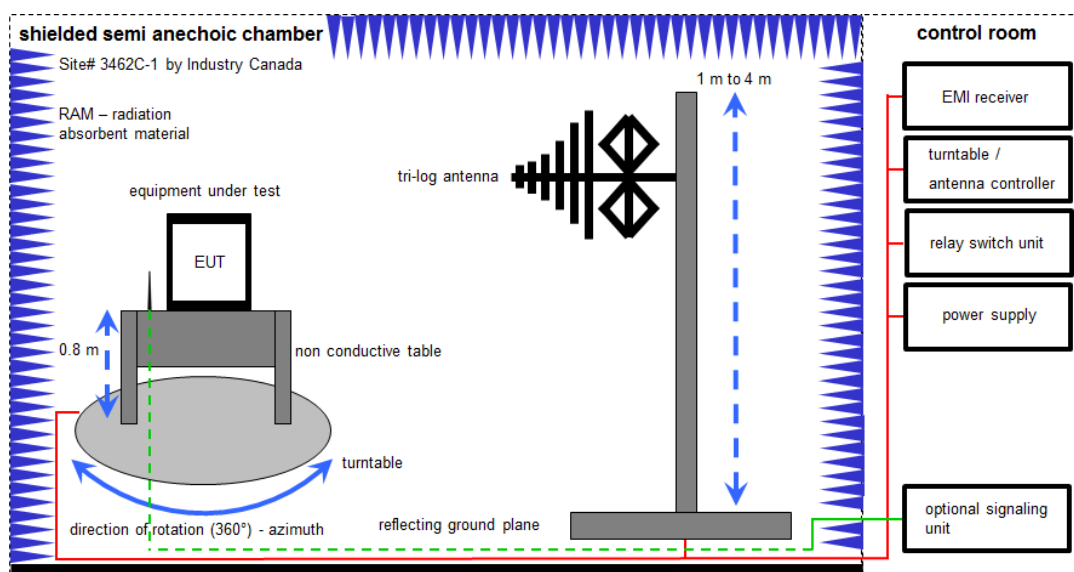 shielded semi anechoic chamber
Site# 3462C-1 by Industry Canada
RAM – radiation
absorbent material
equipment under test
EUT
0.8 m
non conductive table
turntable
direction of rotation (360°) - azimuth
1 m to 4 m
tri-log antenna
reflecting ground plane
control room
EMI receiver
turntable /
antenna controller
relay switch unit
power supply
optional signaling
unit